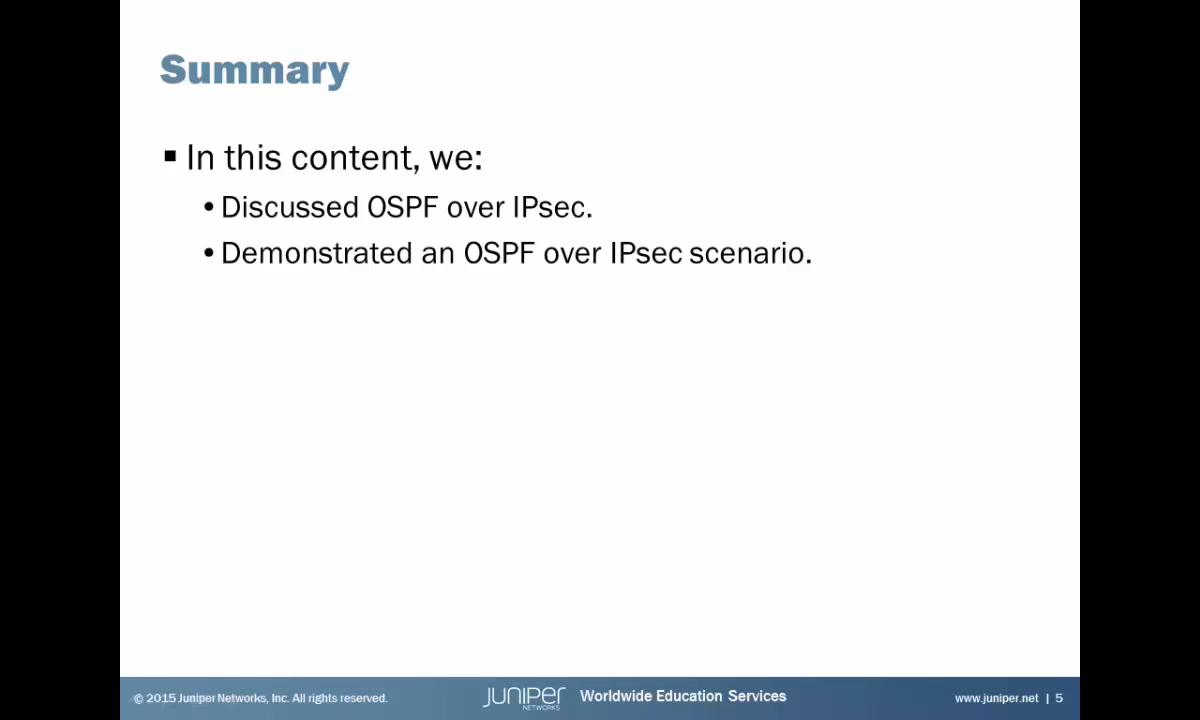 Summary
▪ In this content, we:
• Discussed OSPF over IPsec.
• Demonstrated an OSPF over IPsec scenario.
© 2015 Juniper Networks, Inc. All rights reserved.
JUNIPER
NETWORKS
Worldwide Education Services
www.juniper.net | 5